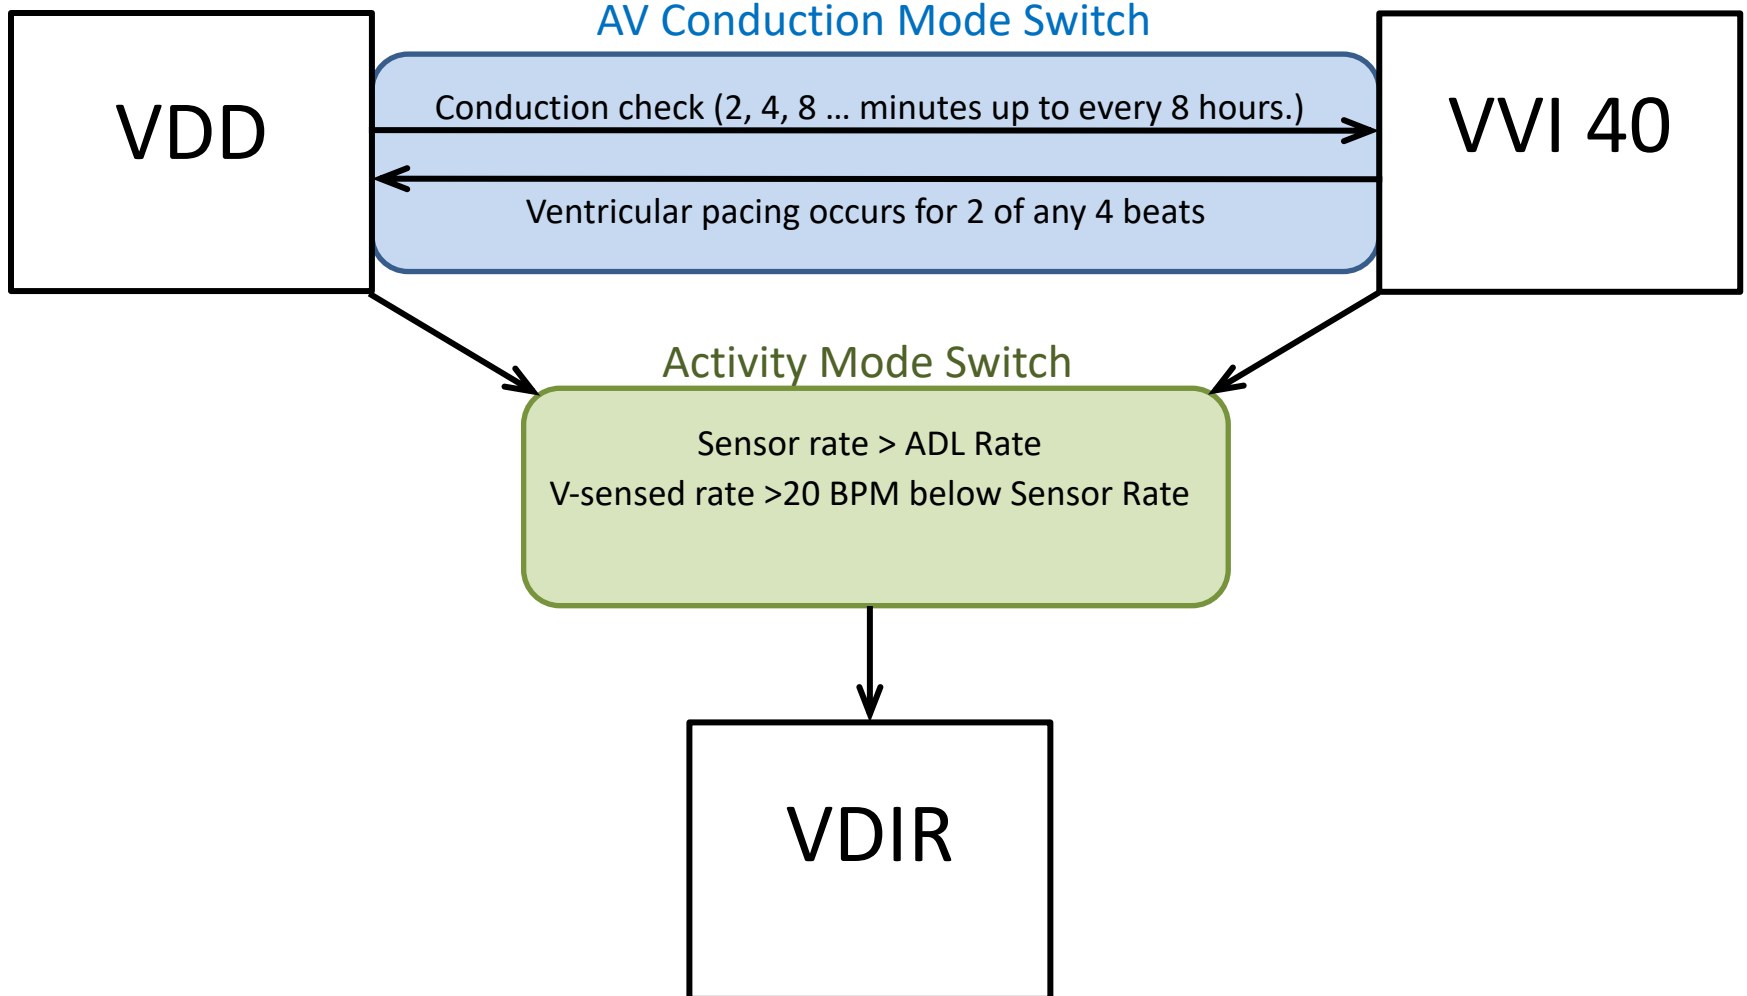 AV Conduction Mode Switch
VDD
Conduction check (2, 4, 8 … minutes up to every 8 hours.)
VVI 40
Ventricular pacing occurs for 2 of any 4 beats
Activity Mode Switch
Sensor rate > ADL Rate
V-sensed rate >20 BPM below Sensor Rate
VDIR